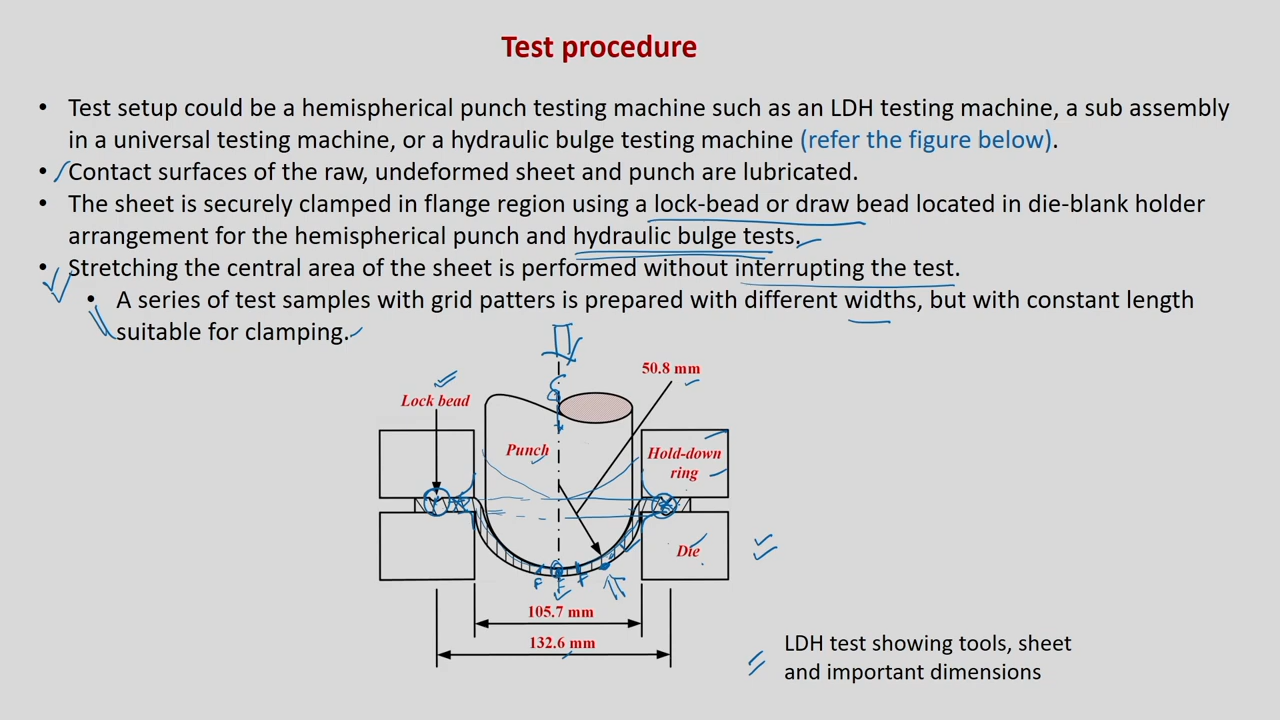 Test procedure
• Test setup could be a hemispherical punch testing machine such as an LDH testing machine, a sub assembly
in a universal testing machine, or a hydraulic bulge testing machine (refer the figure below).
• Contact surfaces of the raw, undeformed sheet and punch are lubricated.
• The sheet is securely clamped in flange region using a lock-bead or draw bead located in die-blank holder
arrangement for the hemispherical punch and hydraulic bulge tests.
• Stretching the central area of the sheet is performed without interrupting the test.
• A series of test samples with grid patters is prepared with different widths, but with constant length
suitable for clamping.
50.8 mm
Lock bead
Punch
Hold-down
ring
Die
105.7 mm
132.6 mm
LDH test showing tools, sheet
and important dimensions